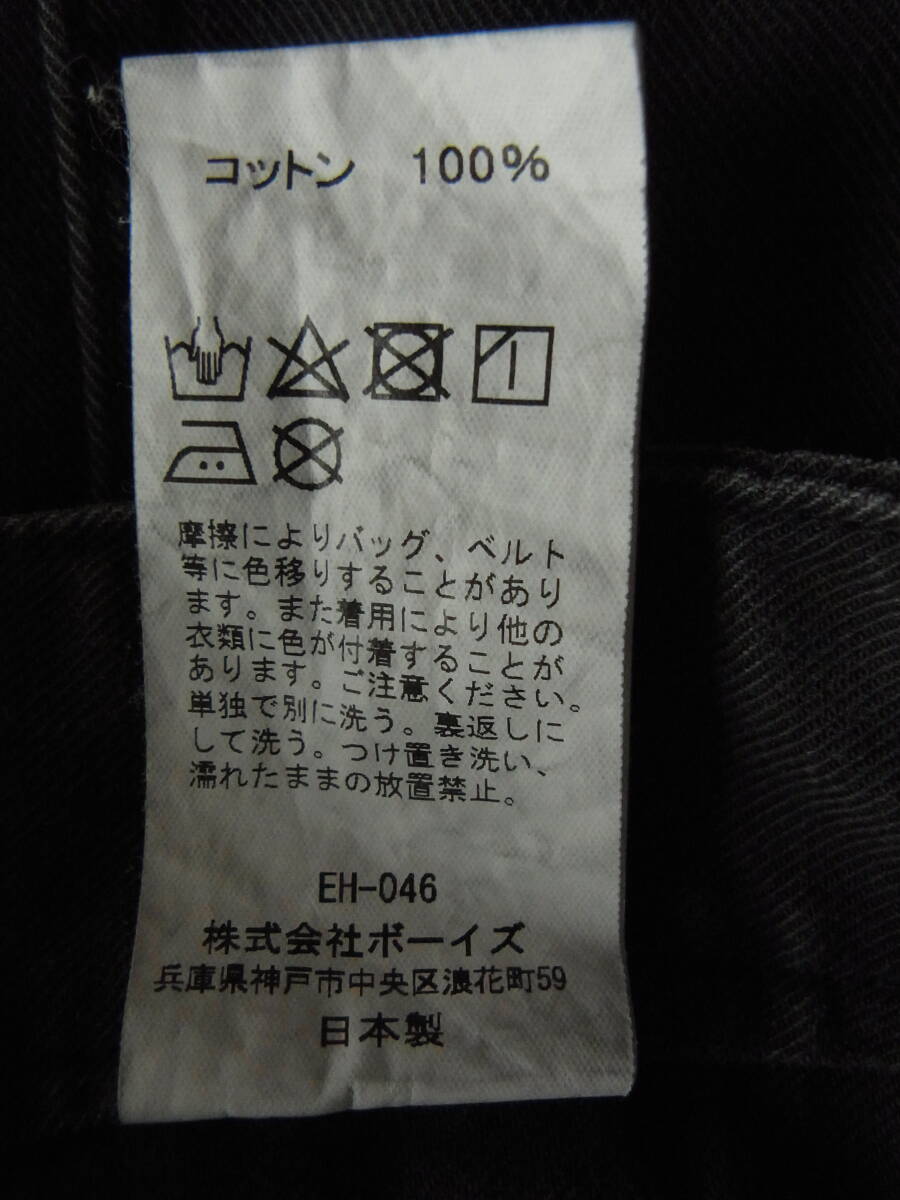 コットン 100%
摩擦によりバッグ、ベルト
等に色移りすることがあり
ます。また着用により他の
衣類に色が付着することが
あります。ご注意ください。
単独で別に洗う。裏返しに
して洗う。つけ置き洗い、
濡れたままの放置禁止。
EH-046
株式会社ボーイズ
兵庫県神戸市中央区浪花町59
日本製